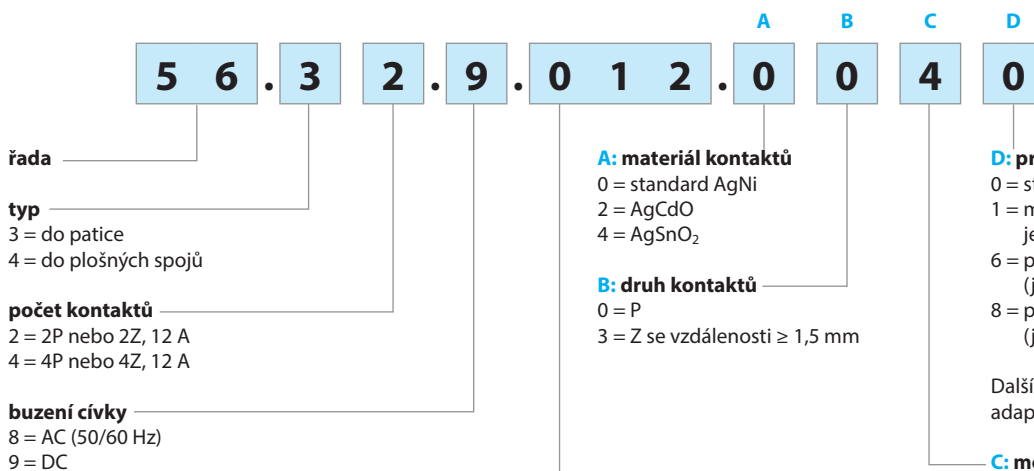 A B C D
5 6 . 3 2 . 9 . 0 1 2 . 0 0 4 0
řada
typ
3 = do patice
4 = do plošných spojů
počet kontaktů
2 = 2P nebo 2Z, 12 A
4 = 4P nebo 4Z, 12 A
buzení cívky
8 = AC (50/60 Hz)
9 = DC
A: materiál kontaktů
0 = standard AgNi
2 = AgCdO
4 = AgSnO₂
B: druh kontaktů
0 = P
3 = Z se vzdálenosti ≥ 1,5 mm
D:
0 =
1 =
6 =
8 =
Další
C: